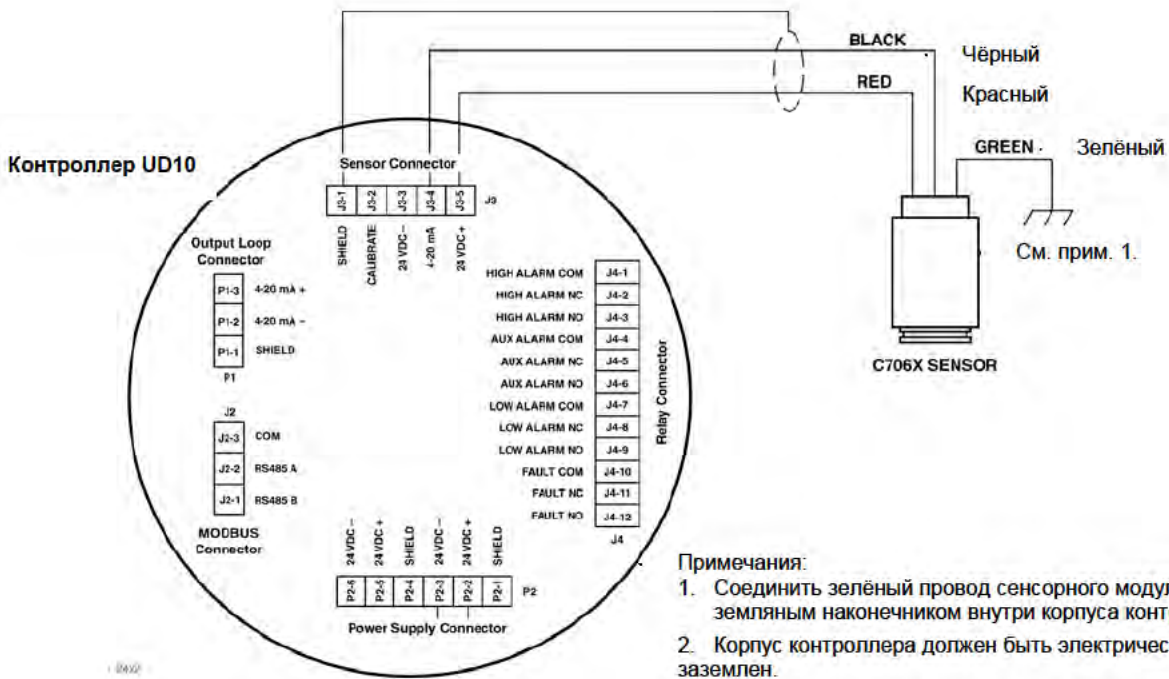 BLACK
Чёрный
RED
Красный
GREEN
Зелёный
См. прим. 1.
C706X SENSOR
Контроллер UD10
Sensor Connector
J3-1
J3-2
J3-3
J3-4
J3-5
J3
SHIELD
CALIBRATE
24 VDC –
4-20 mA
24 VDC +
Output Loop
Connector
P1-3 4-20 mA +
P1-2 4-20 mA –
P1-1 SHIELD
P1
J2
J2-3 COM
J2-2 RS485 A
J2-1 RS485 B
MODBUS
Connector
HIGH ALARM COM J4-1
HIGH ALARM NC J4-2
HIGH ALARM NO J4-3
AUX ALARM COM J4-4
AUX ALARM NC J4-5
AUX ALARM NO J4-6
LOW ALARM COM J4-7
LOW ALARM NC J4-8
LOW ALARM NO J4-9
FAULT COM J4-10
FAULT NC J4-11
FAULT NO J4-12
J4
Relay Connector
24 VDC –
24 VDC +
SHIELD
24 VDC –
24 VDC +
SHIELD
P2-6
P2-5
P2-4
P2-3
P2-2
P2-1
P2
Power Supply Connector
Примечания:
1. Соединить зелёный провод сенсорного
земляным наконечником внутри корпуса
2. Корпус контроллера должен быть
заземлен.